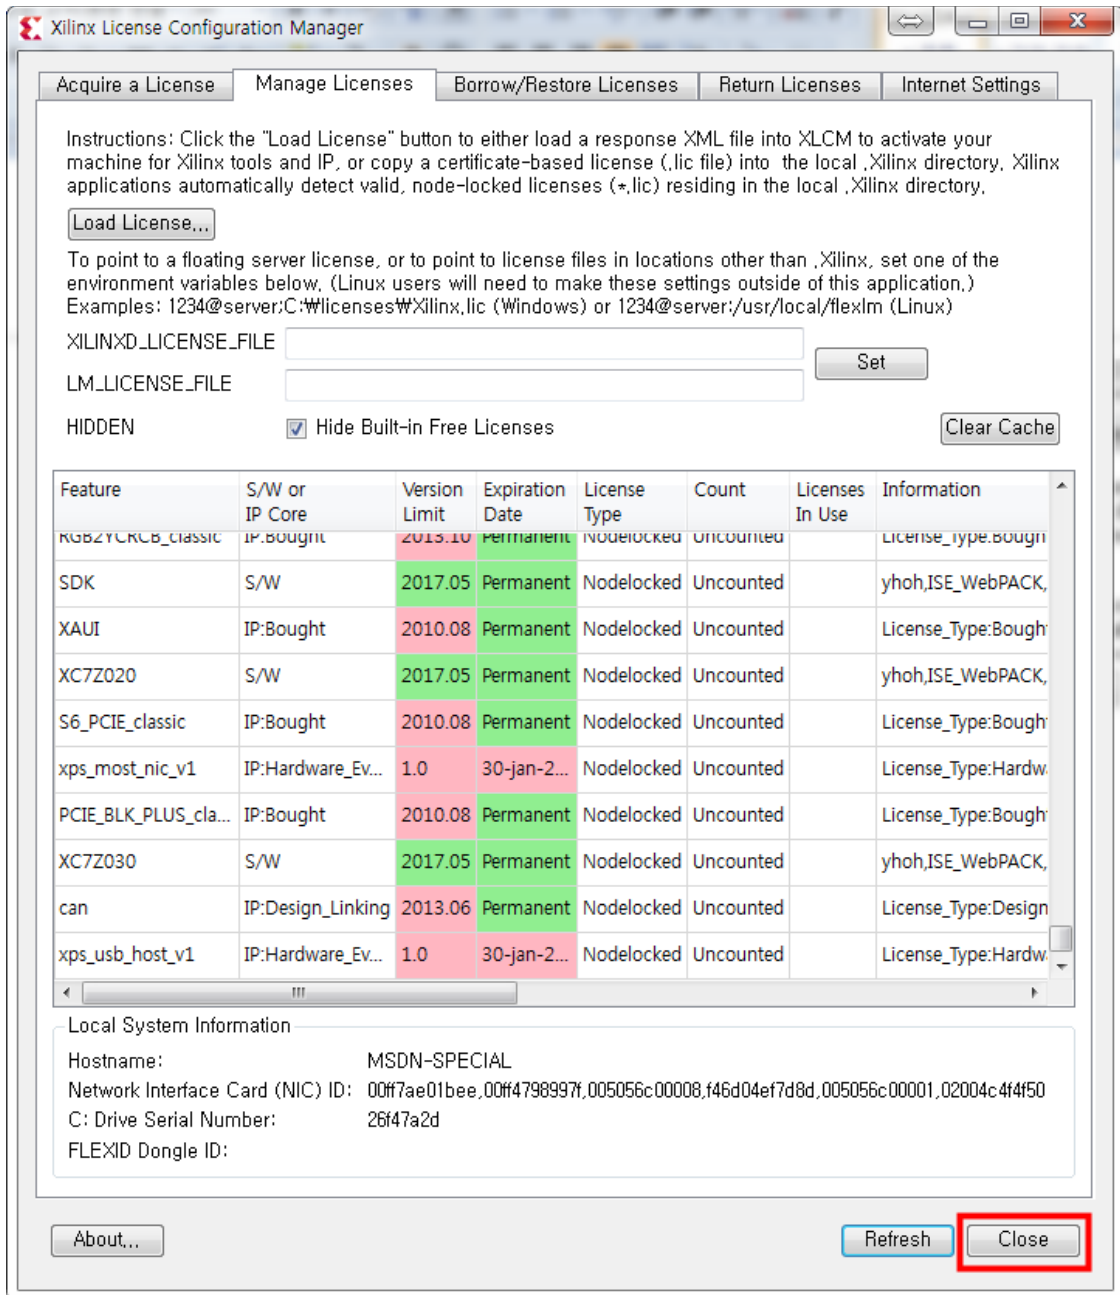 Xilinx License Configuration Manager
Acquire a License Manage Licenses Borrow/Restore Licenses Return Licenses Internet Settings
Instructions: Click the "Load License" button to either load a response XML file into XLCM to activate your
machine for Xilinx tools and IP, or copy a certificate-based license (.lic file) into the local .Xilinx directory. Xilinx
applications automatically detect valid, node-locked licenses (*.lic) residing in the local .Xilinx directory.
Load License...
To point to a floating server license, or to point to license files in locations other than .Xilinx, set one of the
environment variables below. (Linux users will need to make these settings outside of this application.)
Examples: 1234@server;C:₩licenses₩Xilinx.lic (Windows) or 1234@server:/usr/local/flexlm (Linux)
XILINXD_LICENSE_FILE
Set
LM_LICENSE_FILE
HIDDEN Hide Built-in Free Licenses Clear Cache
Feature S/W or Version Expiration License Count Licenses Information
IP Core Limit Date Type In Use
RGB2YCRCB_classic IP:Bought 2013.10 Permanent Nodelocked Uncounted License_Type:Bough
SDK S/W 2017.05 Permanent Nodelocked Uncounted yhoh,ISE_WebPACK,
XAUI IP:Bought 2010.08 Permanent Nodelocked Uncounted License_Type:Bough
XC7Z020 S/W 2017.05 Permanent Nodelocked Uncounted yhoh,ISE_WebPACK,
S6_PCIE_classic IP:Bought 2010.08 Permanent Nodelocked Uncounted License_Type:Bough
xps_most_nic_v1 IP:Hardware_Ev... 1.0 30-jan-2... Nodelocked Uncounted License_Type:Hardw
PCIE_BLK_PLUS_cla... IP:Bought 2010.08 Permanent Nodelocked Uncounted License_Type:Bough
XC7Z030 S/W 2017.05 Permanent Nodelocked Uncounted yhoh,ISE_WebPACK,
can IP:Design_Linking 2013.06 Permanent Nodelocked Uncounted License_Type:Design
xps_usb_host_v1 IP:Hardware_Ev... 1.0 30-jan-2... Nodelocked Uncounted License_Type:Hardw
Local System Information
Hostname: MSDN-SPECIAL
Network Interface Card (NIC) ID: 00ff7ae01bee,00ff4798997f,005056c00008,f46d04ef7d8d,005056c00001,02004c4f4f50
C: Drive Serial Number: 26f47a2d
FLEXID Dongle ID:
About... Refresh Close